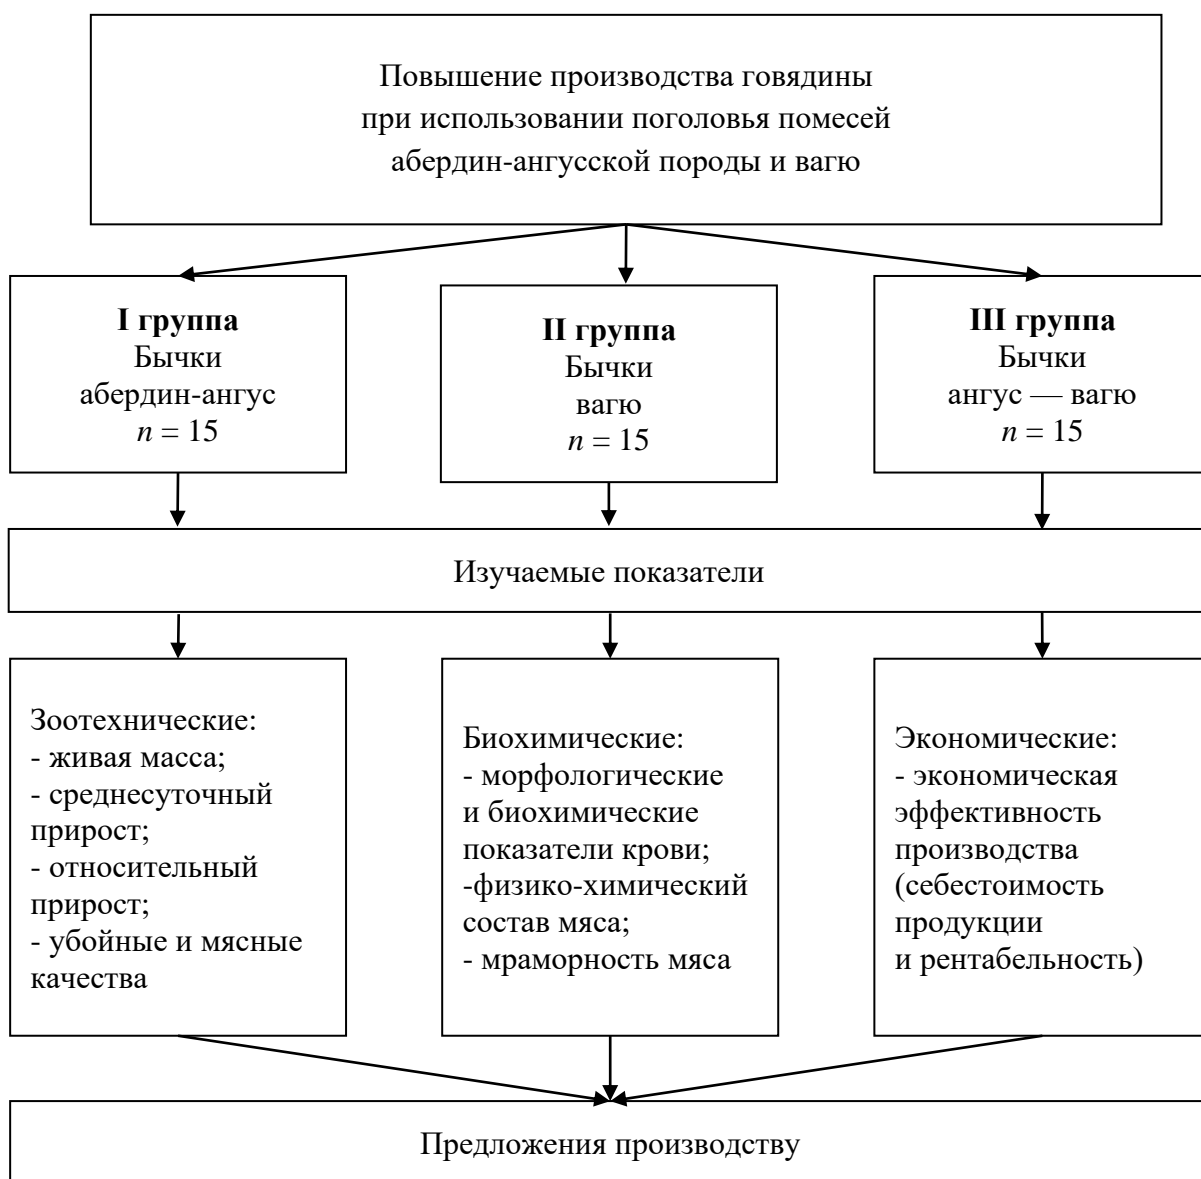 Повышение производства говядины
при использовании поголовья помесей
абердин-ангусской породы и вагю
I группа
Бычки
абердин-ангус
n = 15
II группа
Бычки
вагю
n = 15
III группа
Бычки
ангус — вагю
n = 15
Изучаемые показатели
Зоотехнические:
- живая масса;
- среднесуточный
прирост;
- относительный
прирост;
- убойные и мясные
качества
Биохимические:
- морфологические
и биохимические
показатели крови;
-физико-химический
состав мяса;
- мраморность мяса
Экономические:
- экономическая
эффективность
производства
(себестоимость
продукции
и рентабельность)
Предложения производству